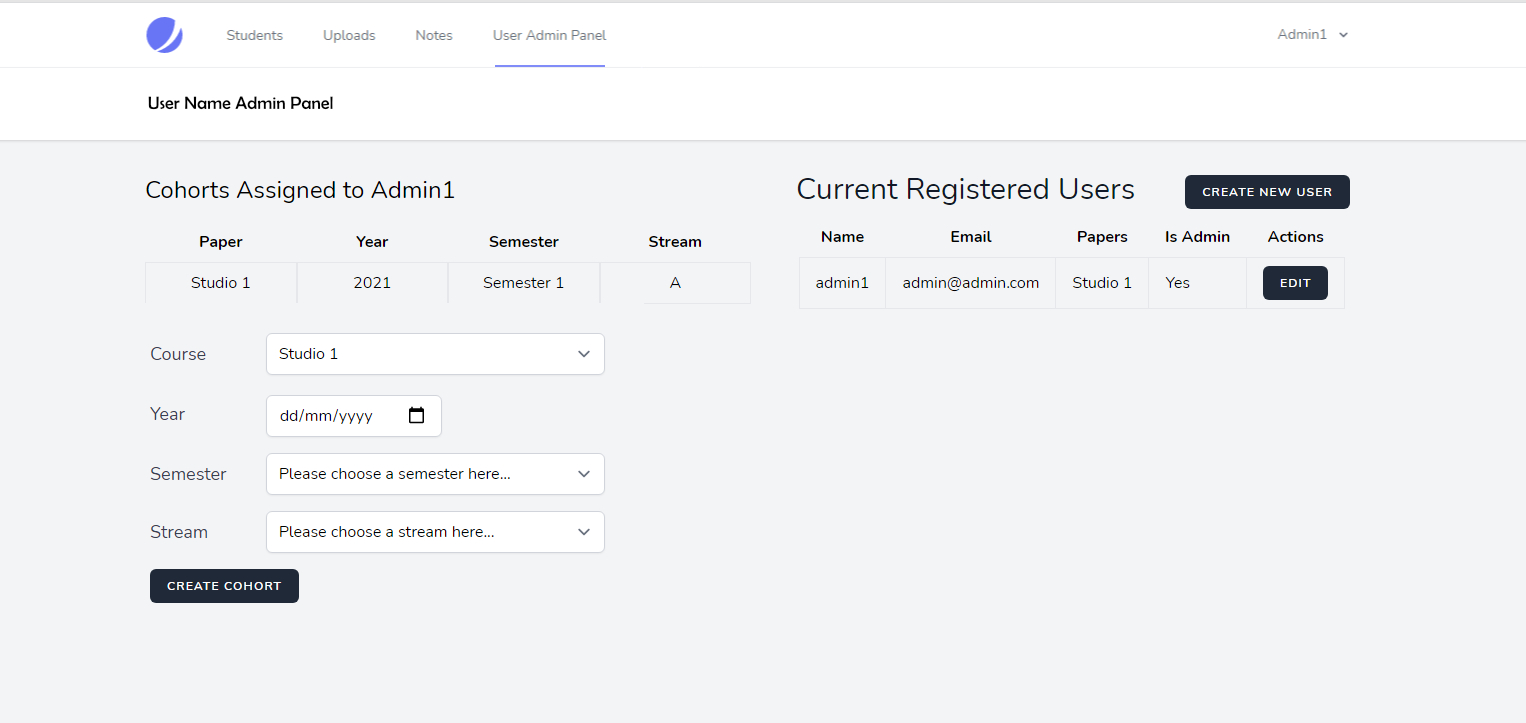 Students Uploads Notes User Admin Panel Admin1
User Name Admin Panel
Cohorts Assigned to Admin1
Paper Year Semester Stream
Studio 1 2021 Semester 1 A
Course Studio 1
Year dd/mm/yyyy
Semester Please choose a semester here...
Stream Please choose a stream here...
CREATE COHORT
Current Registered Users CREATE NEW USER
Name Email Papers Is Admin Actions
admin1 admin@admin.com Studio 1 Yes EDIT